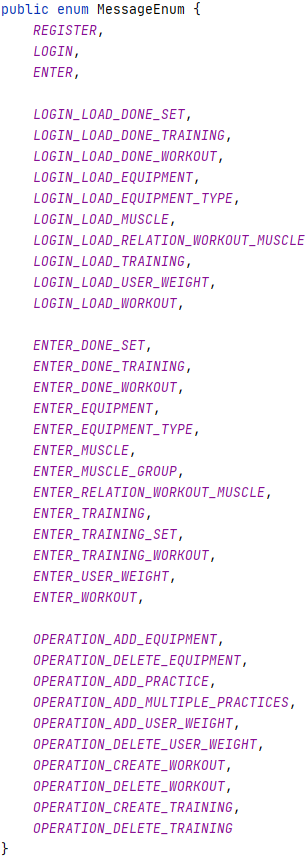 public enum MessageEnum {
REGISTER,
LOGIN,
ENTER,
LOGIN_LOAD_DONE_SET,
LOGIN_LOAD_DONE_TRAINING,
LOGIN_LOAD_DONE_WORKOUT,
LOGIN_LOAD_EQUIPMENT,
LOGIN_LOAD_EQUIPMENT_TYPE,
LOGIN_LOAD_MUSCLE,
LOGIN_LOAD_RELATION_WORKOUT_MUSCLE
LOGIN_LOAD_TRAINING,
LOGIN_LOAD_USER_WEIGHT,
LOGIN_LOAD_WORKOUT,
ENTER_DONE_SET,
ENTER_DONE_TRAINING,
ENTER_DONE_WORKOUT,
ENTER_EQUIPMENT,
ENTER_EQUIPMENT_TYPE,
ENTER_MUSCLE,
ENTER_MUSCLE_GROUP,
ENTER_RELATION_WORKOUT_MUSCLE,
ENTER_TRAINING,
ENTER_TRAINING_SET,
ENTER_TRAINING_WORKOUT,
ENTER_USER_WEIGHT,
ENTER_WORKOUT,
OPERATION_ADD_EQUIPMENT,
OPERATION_DELETE_EQUIPMENT,
OPERATION_ADD_PRACTICE,
OPERATION_ADD_MULTIPLE_PRACTICES,
OPERATION_ADD_USER_WEIGHT,
OPERATION_DELETE_USER_WEIGHT,
OPERATION_CREATE_WORKOUT,
OPERATION_DELETE_WORKOUT,
OPERATION_CREATE_TRAINING,
OPERATION_DELETE_TRAINING
}